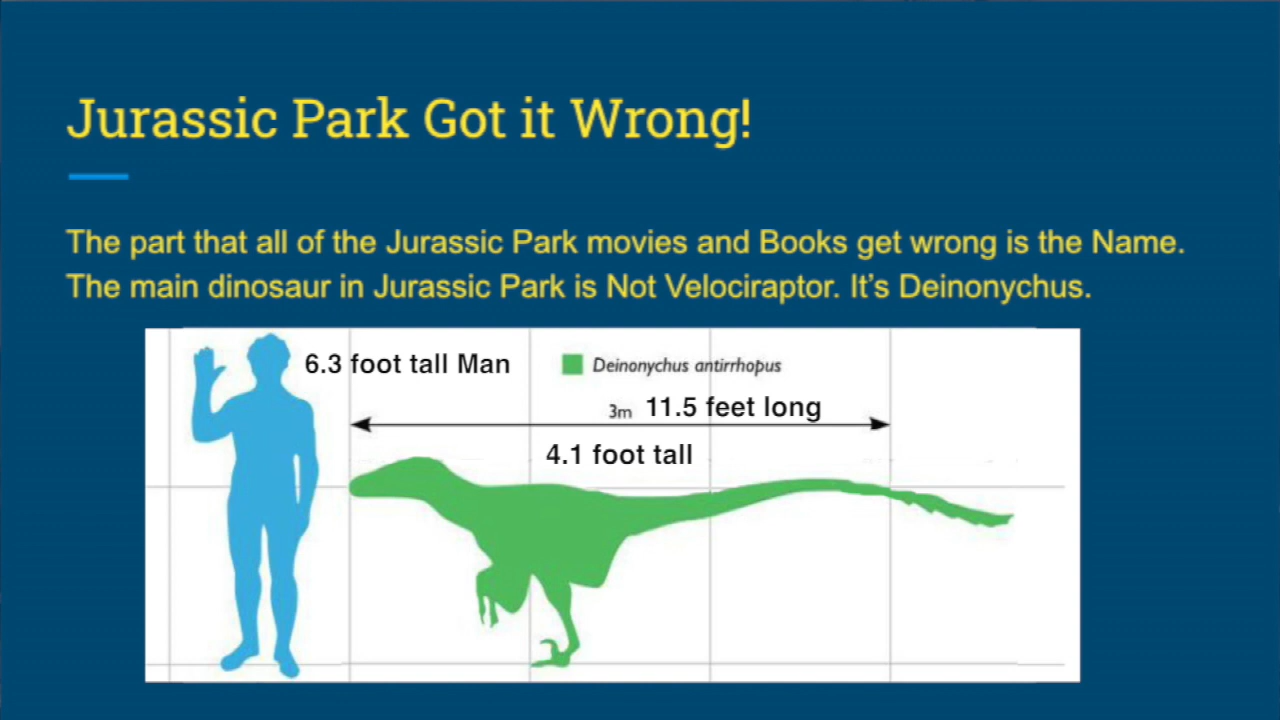 Jurassic Park Got it Wrong!
The part that all of the Jurassic Park movies and Books get wrong is the Name.
The main dinosaur in Jurassic Park is Not Velociraptor. It’s Deinonychus.
6.3 foot tall Man
Deinonychus antirrhopus
3m 11.5 feet long
4.1 foot tall